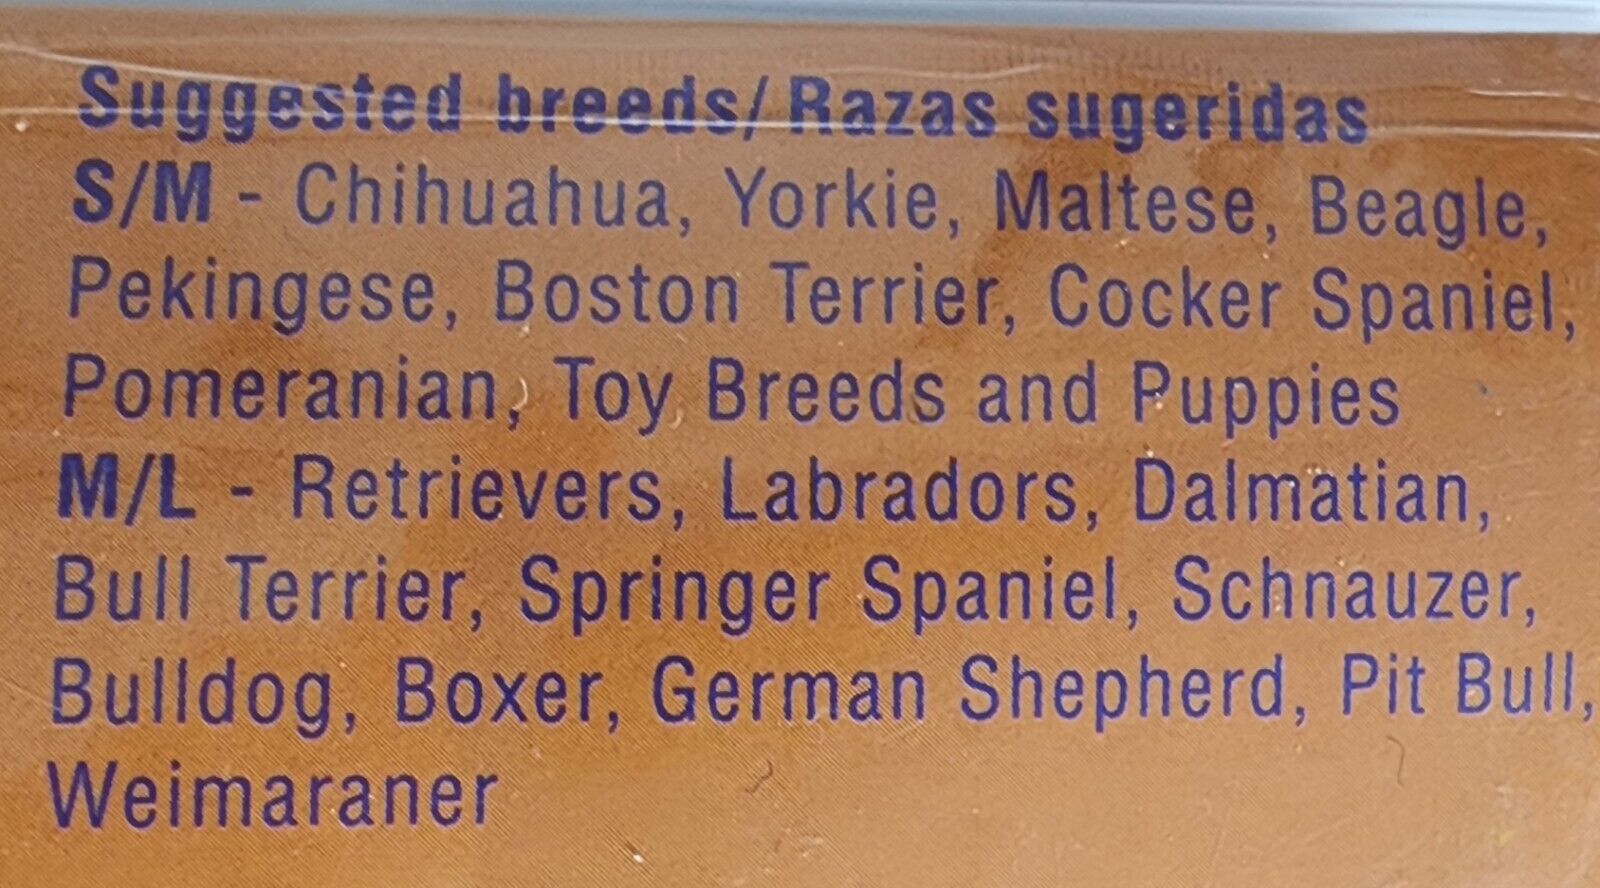 Suggested breeds/ Razas sugeridas
S/M - Chihuahua, Yorkie, Maltese, Beagle,
Pekingese, Boston Terrier, Cocker Spaniel,
Pomeranian, Toy Breeds and Puppies
M/L - Retrievers, Labradors, Dalmatian,
Bull Terrier, Springer Spaniel, Schnauzer,
Bulldog, Boxer, German Shepherd, Pit Bull,
Weimaraner